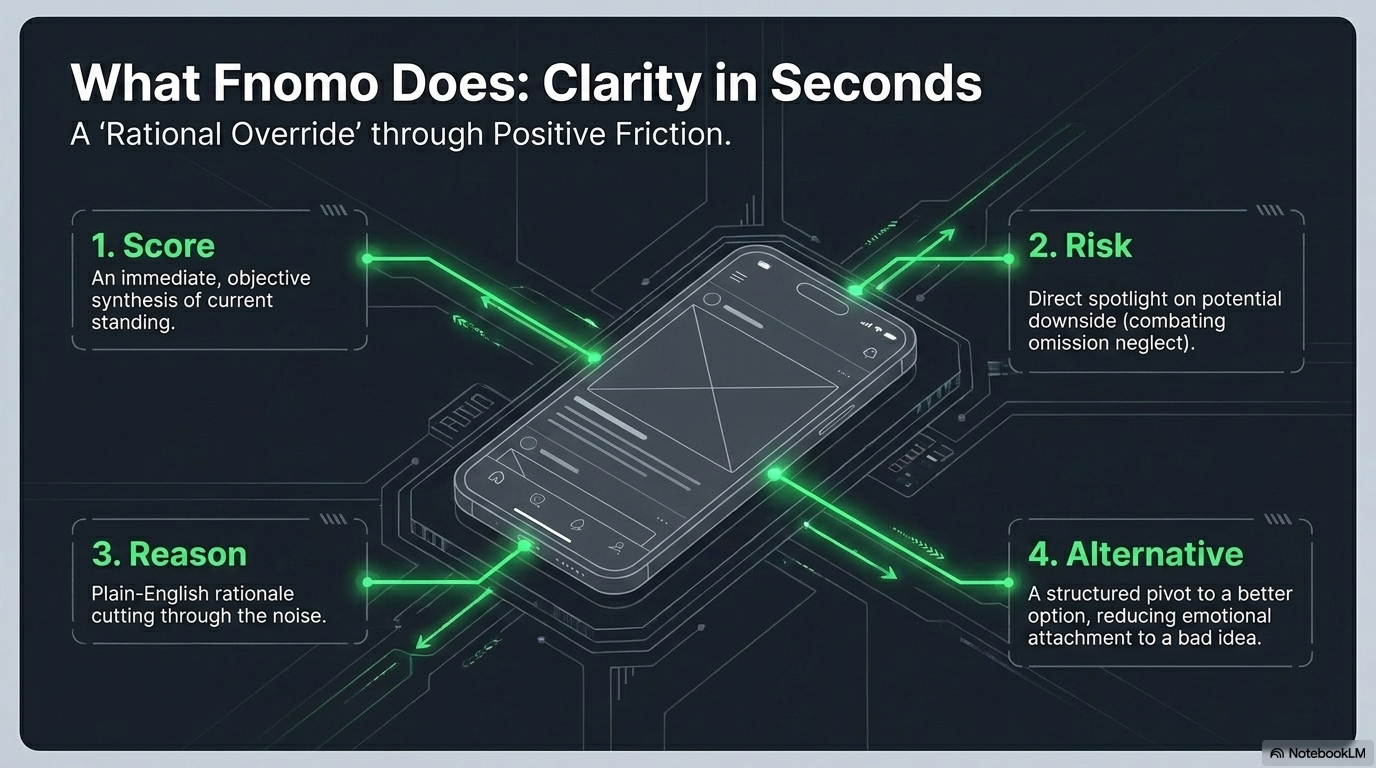 What Fnomo Does: Clarity in Seconds
A ‘Rational Override’ through Positive Friction.
1. Score
An immediate, objective
synthesis of current
standing.
2. Risk
Direct spotlight on potential
downside (combating
omission neglect).
3. Reason
Plain-English rationale
cutting through the noise.
4. Alternative
A structured pivot to a better
option, reducing emotional
attachment to a bad idea.
NotebookLM